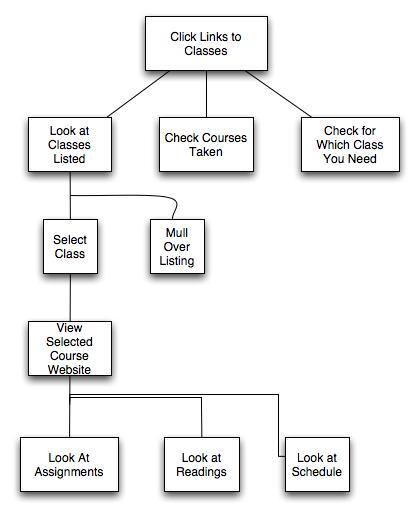 Click Links to
Classes
Look at
Classes
Listed
Check Courses
Taken
Check for
Which Class
You Need
Select
Class
Mull
Over
Listing
View
Selected
Course
Website
Look At
Assignments
Look at
Readings
Look at
Schedule